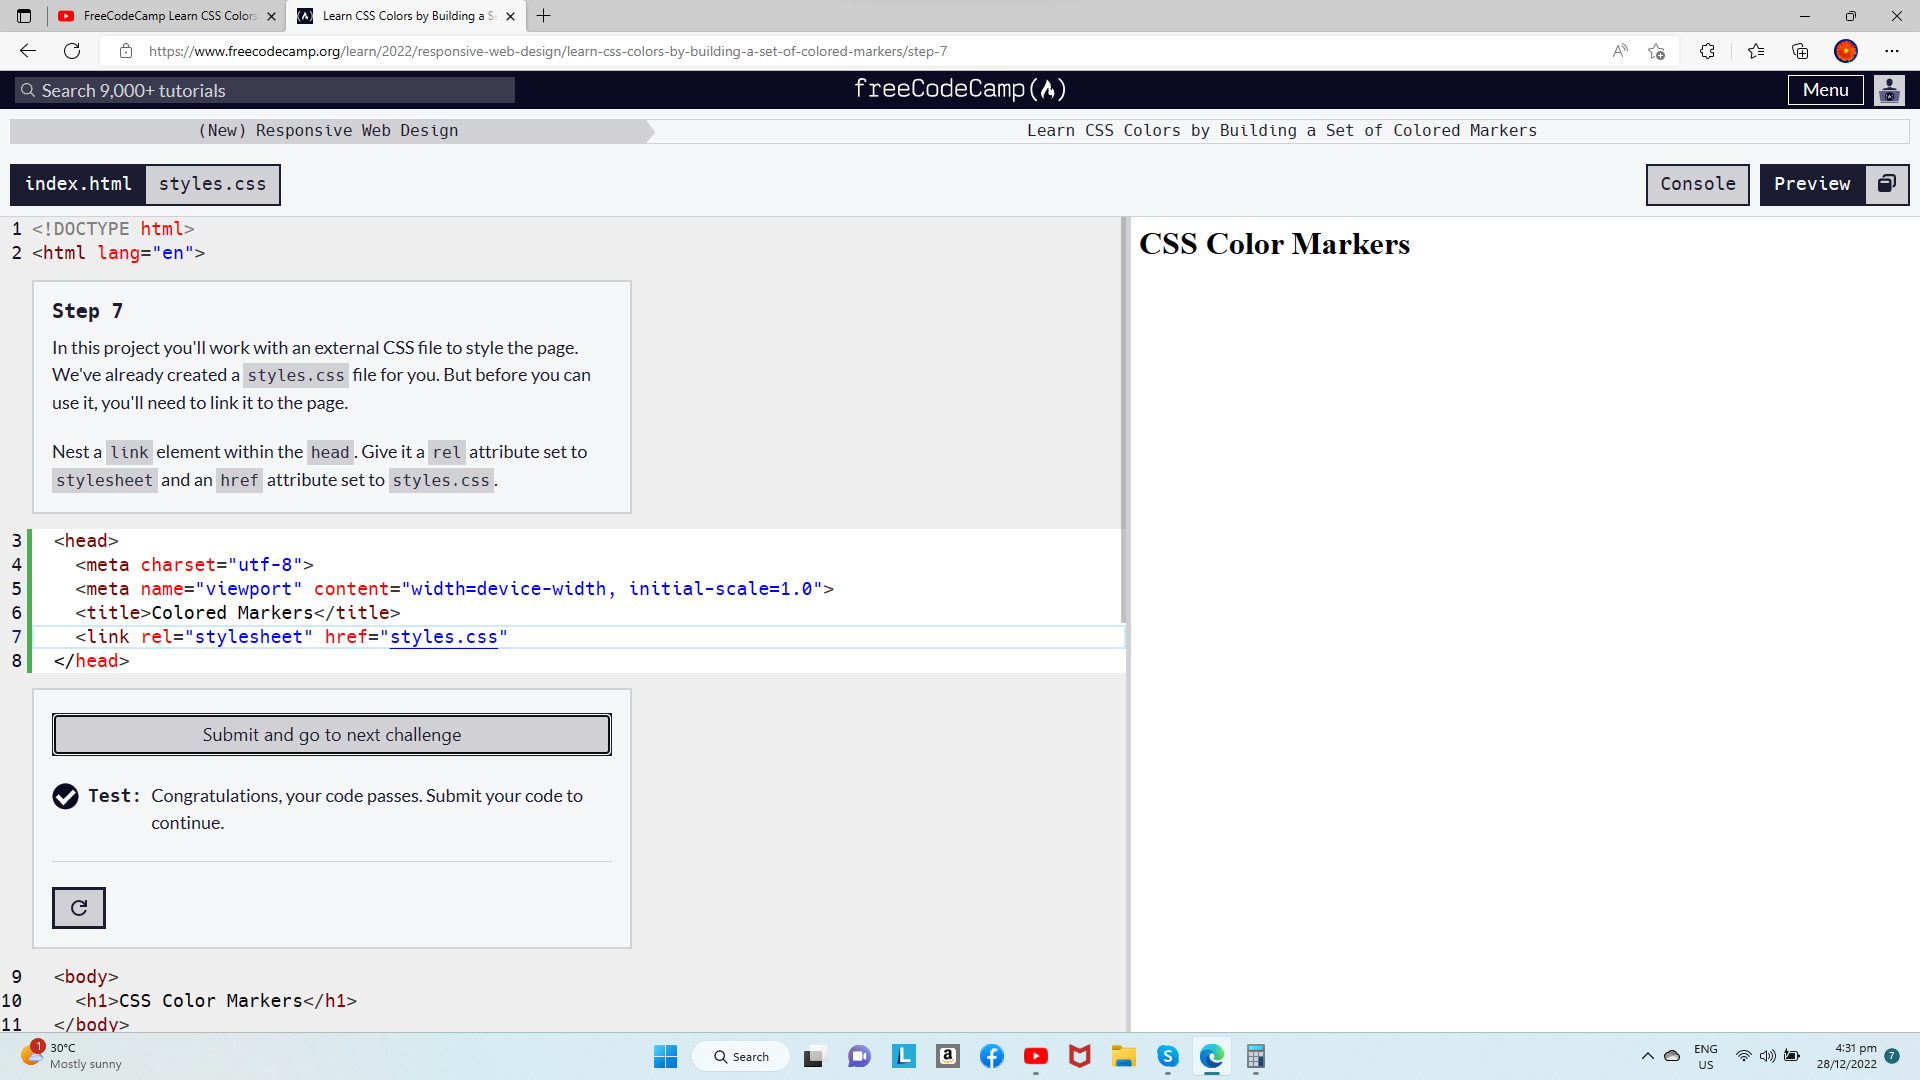 FreeCodeCamp Learn CSS Colors
Learn CSS Colors by Building a Se
https://www.freecodecamp.org/learn/2022/responsive-web-design/learn-css-colors-by-building-a-set-of-colored-markers/step-7
Search 9,000+ tutorials
freeCodeCamp
Menu
(New) Responsive Web Design
Learn CSS Colors by Building a Set of Colored Markers
index.html
styles.css
Console
Preview
1 <!DOCTYPE html>
2 <html lang="en">
CSS Color Markers
Step 7
In this project you'll work with an external CSS file to style the page.
We've already created a styles.css file for you. But before you can
use it, you'll need to link it to the page.
Nest a link element within the head. Give it a rel attribute set to
stylesheet and an href attribute set to styles.css.
3 <head>
4 <meta charset="utf-8">
5 <meta name="viewport" content="width=device-width, initial-scale=1.0">
6 <title>Colored Markers</title>
7 <link rel="stylesheet" href="styles.css"
8 </head>
Submit and go to next challenge
Test: Congratulations, your code passes. Submit your code to
continue.
9 <body>
10 <h1>CSS Color Markers</h1>
11 </body>
1
30°C
Mostly sunny
Search
L
a
S
ENG
US
4:31 pm
28/12/2022
7